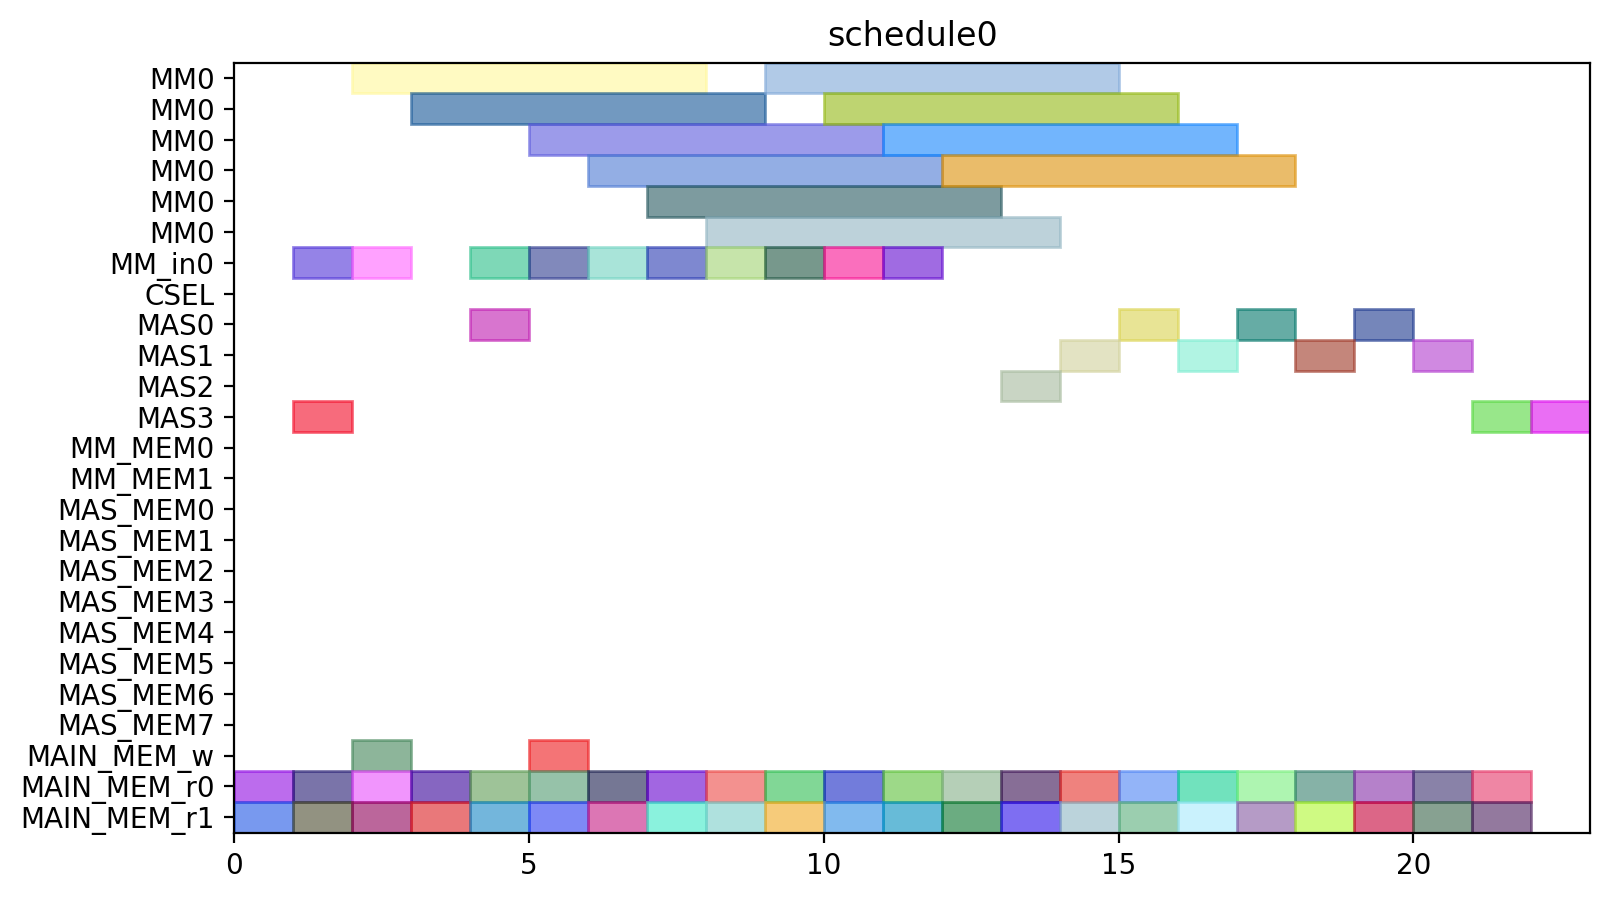 schedule0
MM0
MM0
MM0
MM0
MM0
MM0
MM_in0
CSEL
MAS0
MAS1
MAS2
MAS3
MM_MEM0
MM_MEM1
MAS_MEM0
MAS_MEM1
MAS_MEM2
MAS_MEM3
MAS_MEM4
MAS_MEM5
MAS_MEM6
MAS_MEM7
MAIN_MEM_w
MAIN_MEM_r0
MAIN_MEM_r1
0 5 10 15 20